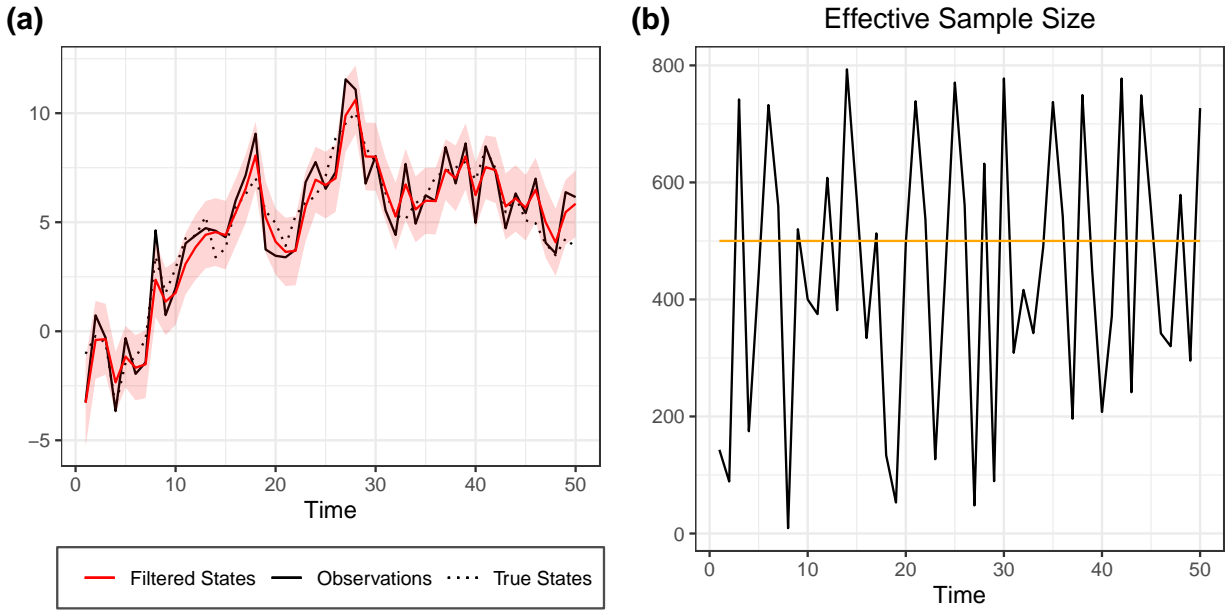 (a)
10
5
0
−5
0 10 20 30 40 50
Time
Filtered States Observations True States
(b)
Effective Sample Size
800
600
400
200
0
0 10 20 30 40 50
Time